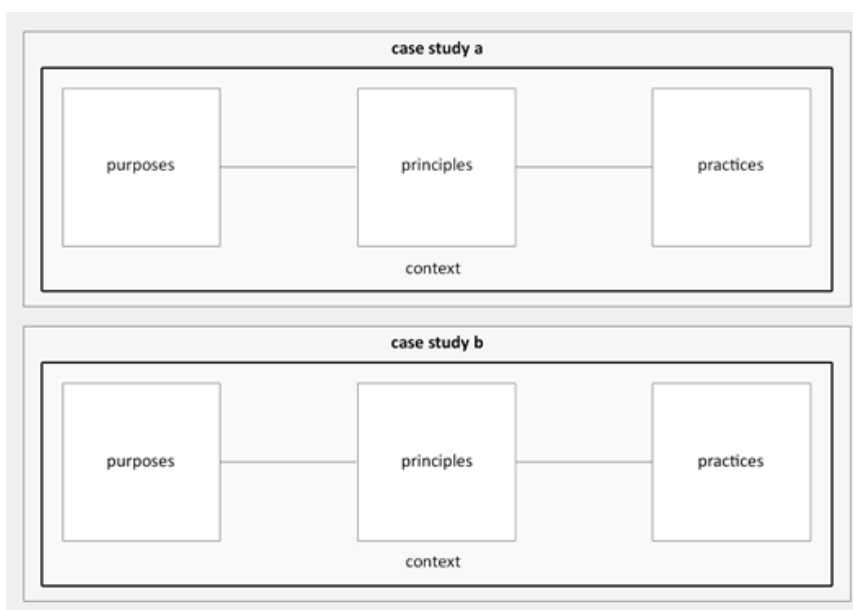 case study a
purposes principles practices
context
case study b
purposes principles practices
context